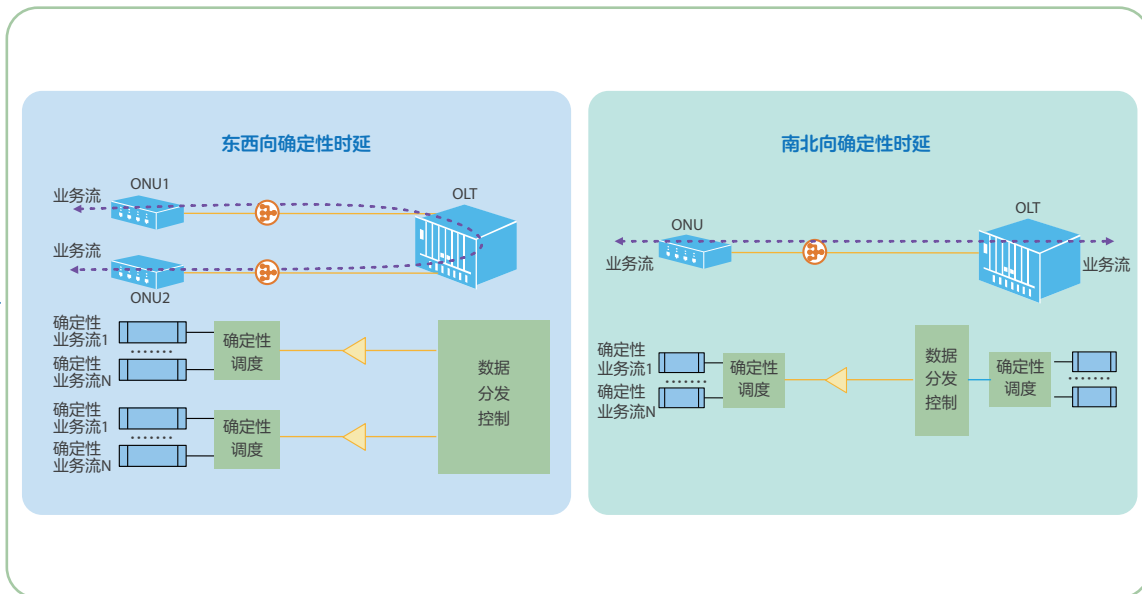 东西向确定性时延
业务流
ONU1
OLT
业务流
ONU2
确定性
业务流1
·······
确定性
业务流N
确定性
调度
确定性
业务流1
·······
确定性
业务流N
确定性
调度
数据
分发
控制
南北向确定性时延
ONU
OLT
业务流
业务流
确定性
业务流1
·······
确定性
业务流N
确定性
调度
数据
分发
控制
确定性
调度
·······